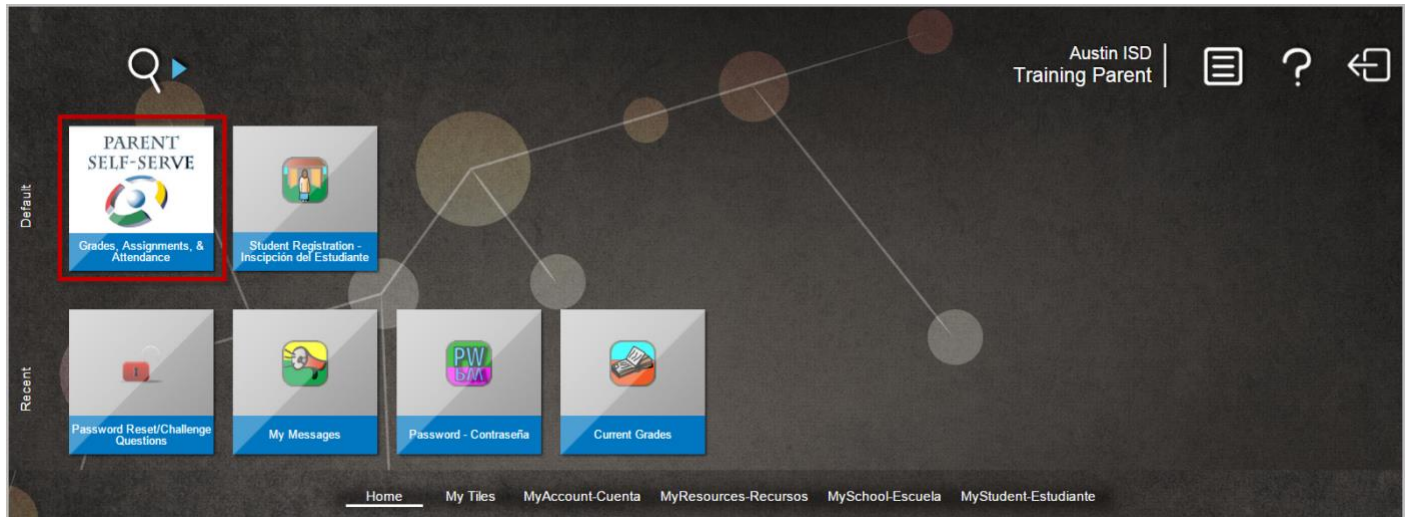 Austin ISD
Training Parent
?
Default
PARENT
SELF-SERVE
Grades, Assignments, &
Attendance
Student Registration -
Inscipción del Estudiante
Recent
Password Reset/Challenge
Questions
My Messages
PW
Password - Contraseña
Current Grades
Home
My Tiles
MyAccount-Cuenta
MyResources-Recursos
MySchool-Escuela
MyStudent-Estudiante